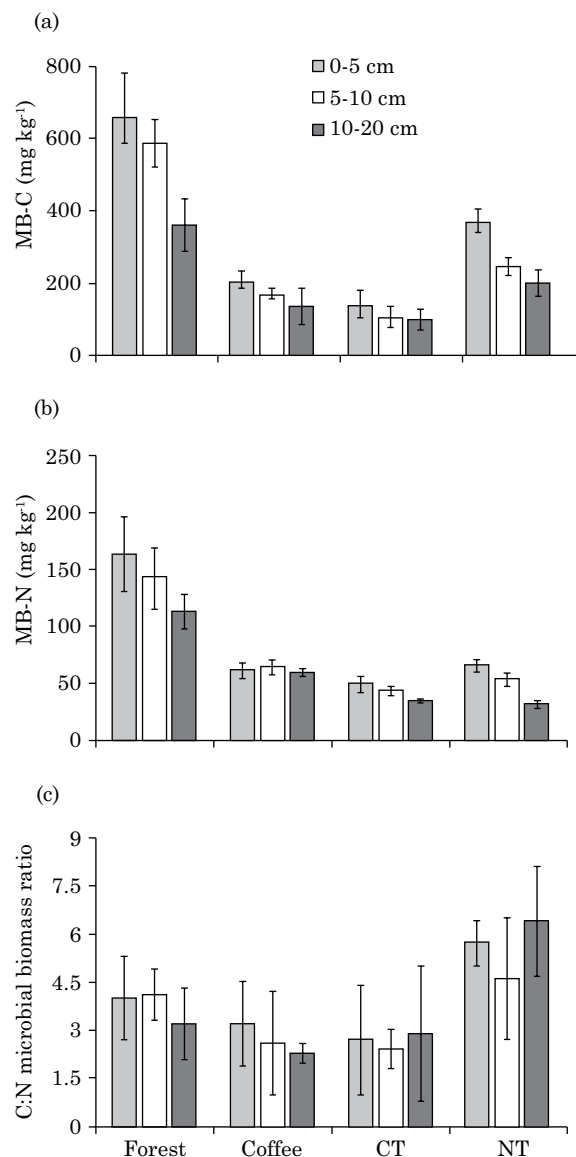 (a)
0-5 cm
5-10 cm
10-20 cm
MB-C (mg kg⁻¹)
800
600
400
200
0
(b)
MB-N (mg kg⁻¹)
250
200
150
100
50
0
(c)
C:N microbial biomass ratio
9
7.5
6
4.5
3
1.5
0
Forest Coffee CT NT